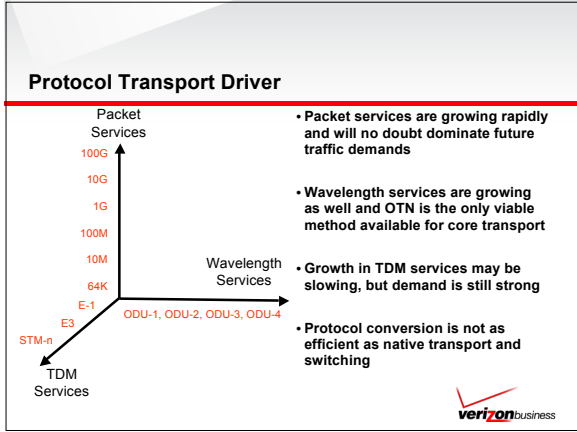 Protocol Transport Driver
Packet
Services
100G
10G
1G
100M
10M
64K
E-1
E3
STM-n
TDM
Services
Wavelength
Services
ODU-1, ODU-2, ODU-3, ODU-4
• Packet services are growing rapidly
and will no doubt dominate future
traffic demands
• Wavelength services are growing
as well and OTN is the only viable
method available for core transport
• Growth in TDM services may be
slowing, but demand is still strong
• Protocol conversion is not as
efficient as native transport and
switching
verizonbusiness